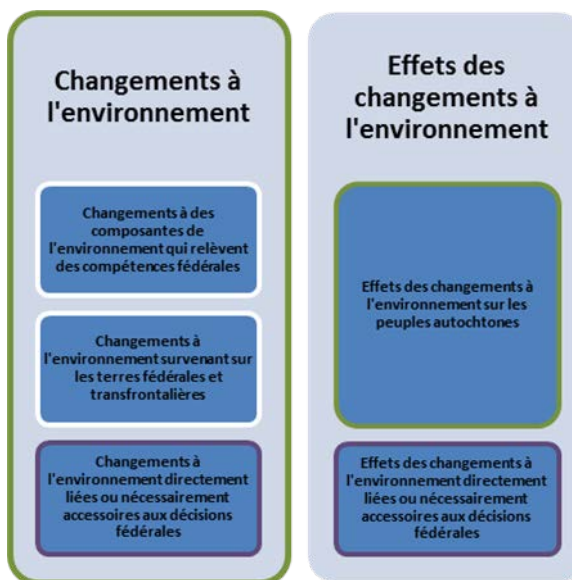 Changements à
l'environnement
Changements à des
composantes de
l'environnement qui relèvent
des compétences fédérales
Changements à
l'environnement survenant sur
les terres fédérales et
transfrontalières
Changements à
l'environnement directement
liées ou nécessairement
accessoires aux décisions
fédérales
Effets des
changements à
l'environnement
Effets des changements à
l'environnement sur les
peuples autochtones
Effets des changements à
l'environnement directement
liées ou nécessairement
accessoires aux décisions
fédérales